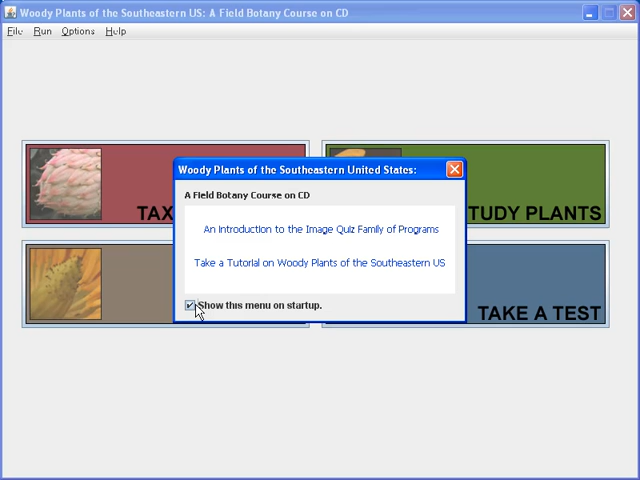 Woody Plants of the Southeastern US: A Field Botany Course on CD
File Run Options Help
Woody Plants of the Southeastern United States:
A Field Botany Course on CD
An Introduction to the Image Quiz Family of Programs
Take a Tutorial on Woody Plants of the Southeastern US
Show this menu on startup.
TAX
TUDY PLANTS
TAKE A TEST